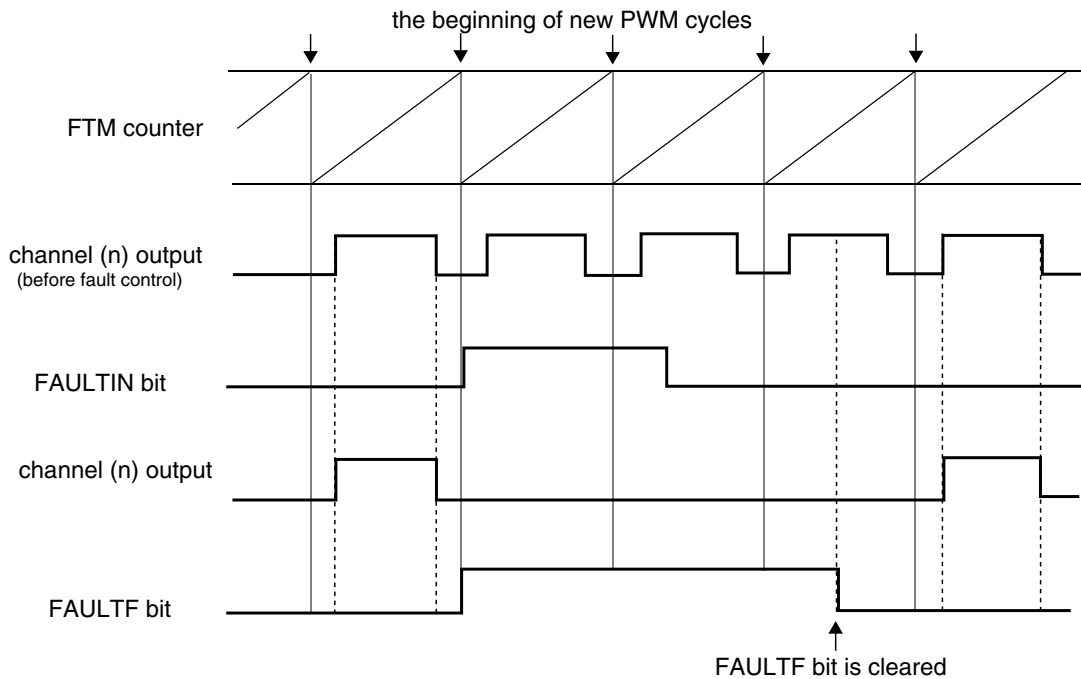 the beginning of new PWM cycles
FTM counter
channel (n) output
(before fault control)
FAULTIN bit
channel (n) output
FAULTF bit
FAULTF bit is cleared